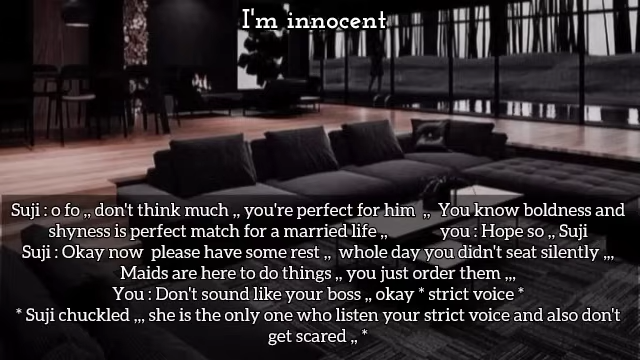 I'm innocent
Suji : o fo ,, don't think much ,, you're perfect for him ,, You know boldness and
shyness is perfect match for a married life ,, you : Hope so ,, Suji
Suji : Okay now please have some rest ,, whole day you didn't seat silently ,,,
Maids are here to do things ,, you just order them ,,,
You : Don't sound like your boss ,, okay * strict voice *
* Suji chuckled ,,, she is the only one who listen your strict voice and also don't
get scared ,, *